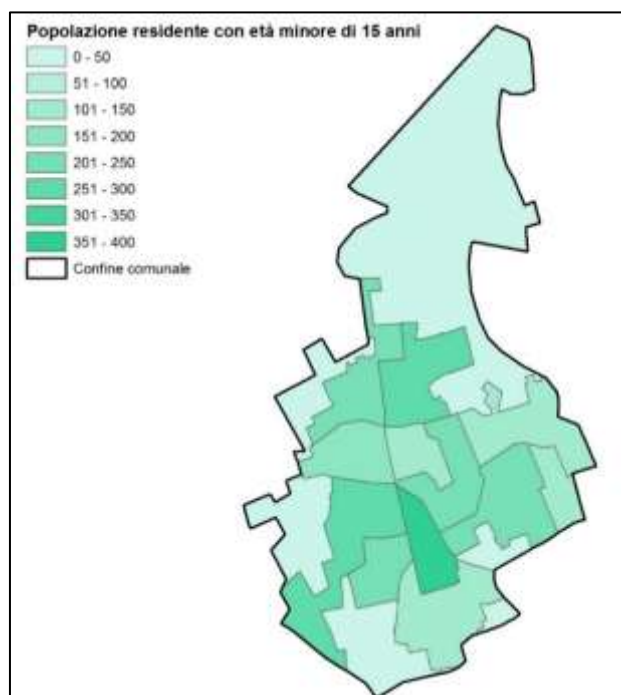 Popolazione residente con età minore di 15 anni
0 - 50
51 - 100
101 - 150
151 - 200
201 - 250
251 - 300
301 - 350
351 - 400
Confine comunale